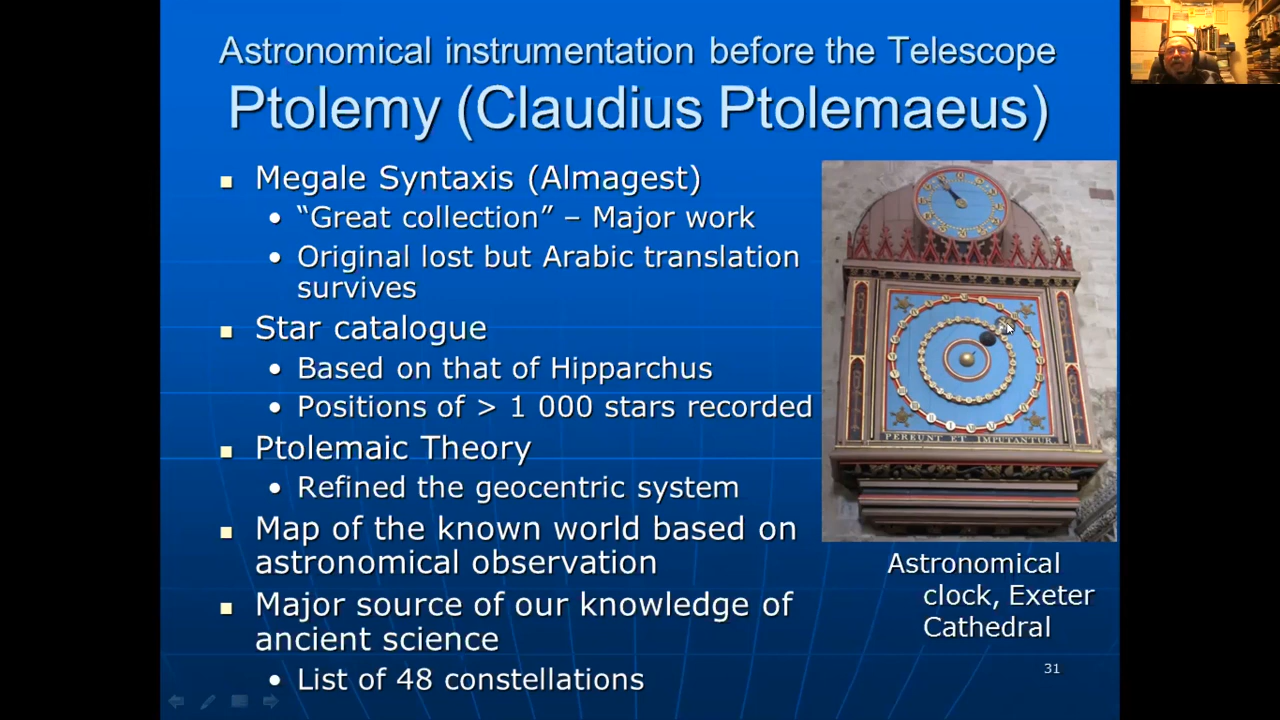 Astronomical instrumentation before the Telescope
Ptolemy (Claudius Ptolemaeus)
Megale Syntaxis (Almagest)
“Great collection” – Major work
Original lost but Arabic translation
survives
Star catalogue
Based on that of Hipparchus
Positions of > 1 000 stars recorded
Ptolemaic Theory
Refined the geocentric system
Map of the known world based on
astronomical observation
Major source of our knowledge of
ancient science
List of 48 constellations
PEREUNT ET IMPUTANTUR
Astronomical
clock, Exeter
Cathedral
31